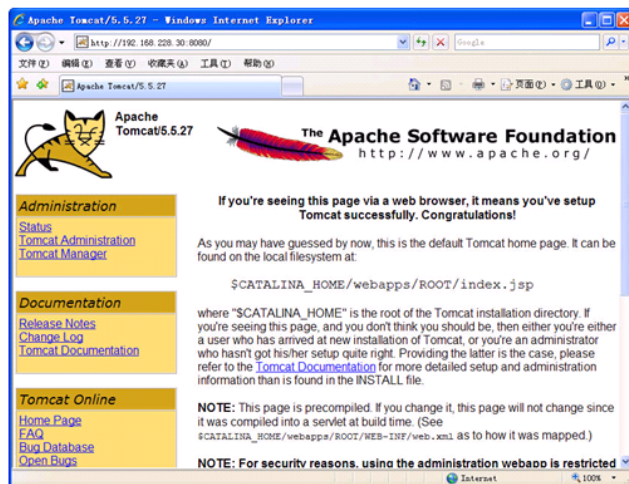 Apache Tomcat/5.5.27 - Windows Internet Explorer
http://192.168.228.30:8080/
Google
文件(F) 编辑(E) 查看(V) 收藏夹(A) 工具(T) 帮助(H)
Apache Tomcat/5.5.27
页面(P) 工具(O)
Apache
Tomcat/5.5.27
The Apache Software Foundation
http://www.apache.org/
Administration
Status
Tomcat Administration
Tomcat Manager
Documentation
Release Notes
Change Log
Tomcat Documentation
Tomcat Online
Home Page
FAQ
Bug Database
Open Bugs
If you're seeing this page via a web browser, it means you've setup
Tomcat successfully. Congratulations!
As you may have guessed by now, this is the default Tomcat home page. It can be
found on the local filesystem at:
$CATALINA_HOME/webapps/ROOT/index.jsp
where "$CATALINA_HOME" is the root of the Tomcat installation directory. If
you're seeing this page, and you don't think you should be, then either you're either
a user who has arrived at new installation of Tomcat, or you're an administrator
who hasn't got his/her setup quite right. Providing the latter is the case, please
refer to the Tomcat Documentation for more detailed setup and administration
information than is found in the INSTALL file.
NOTE: This page is precompiled. If you change it, this page will not change since
it was compiled into a servlet at build time. (See
$CATALINA_HOME/webapps/ROOT/WEB-INF/web.xml as to how it was mapped.)
NOTE: For security reasons, using the administration webapp is restricted
Internet
100%